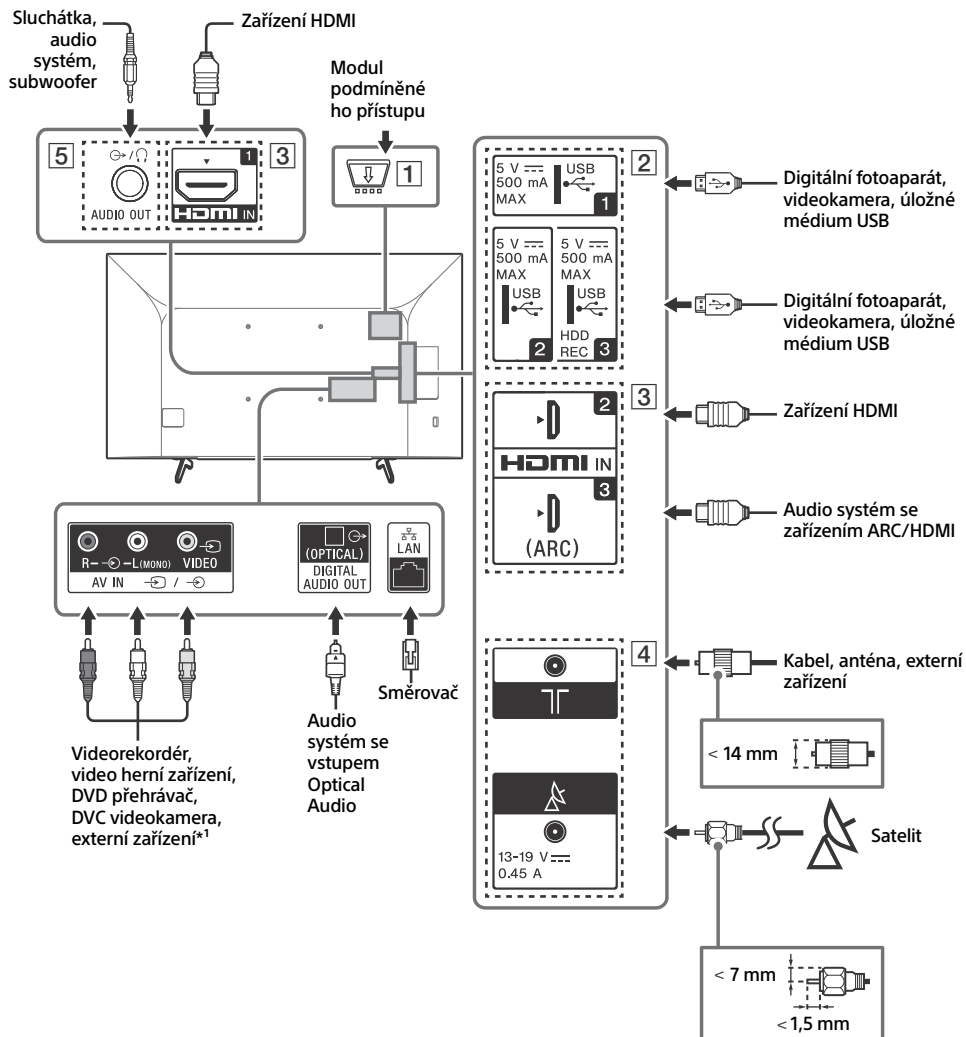 Sluchátka,
audio
systém,
subwoofer
Zařízení HDMI
Modul
podmíněné
ho přístupu
5
AUDIO OUT
1
3
HDMI IN
1
5 V
500 mA
MAX
USB
1
2
Digitální fotoaparát,
videokamera, úložné
médium USB
5 V
500 mA
MAX
USB
2
5 V
500 mA
MAX
USB
HDD
REC 3
Digitální fotoaparát,
videokamera, úložné
médium USB
2
3
Zařízení HDMI
HDMI IN
3
(ARC)
Audio systém se
zařízením ARC/HDMI
R- -L(MONO) VIDEO
AV IN /
(OPTICAL)
DIGITAL
AUDIO OUT
LAN
Videorekordér,
video herní zařízení,
DVD přehrávač,
DVC videokamera,
externí zařízení*1
Audio
systém se
vstupem
Optical
Audio
Směrovač
4
Kabel, anténa, externí
zařízení
< 14 mm
13-19 V
0.45 A
Satelit
< 7 mm
< 1,5 mm